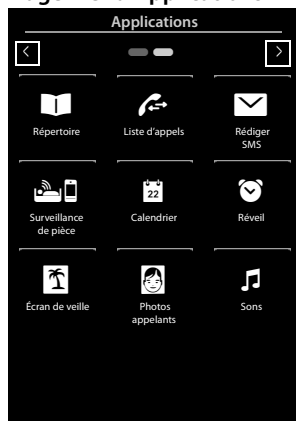 Applications
Répertoire
Liste d'appels
Rédiger
SMS
Surveillance
de pièce
22
Calendrier
Réveil
Écran de veille
Photos
appelants
Sons